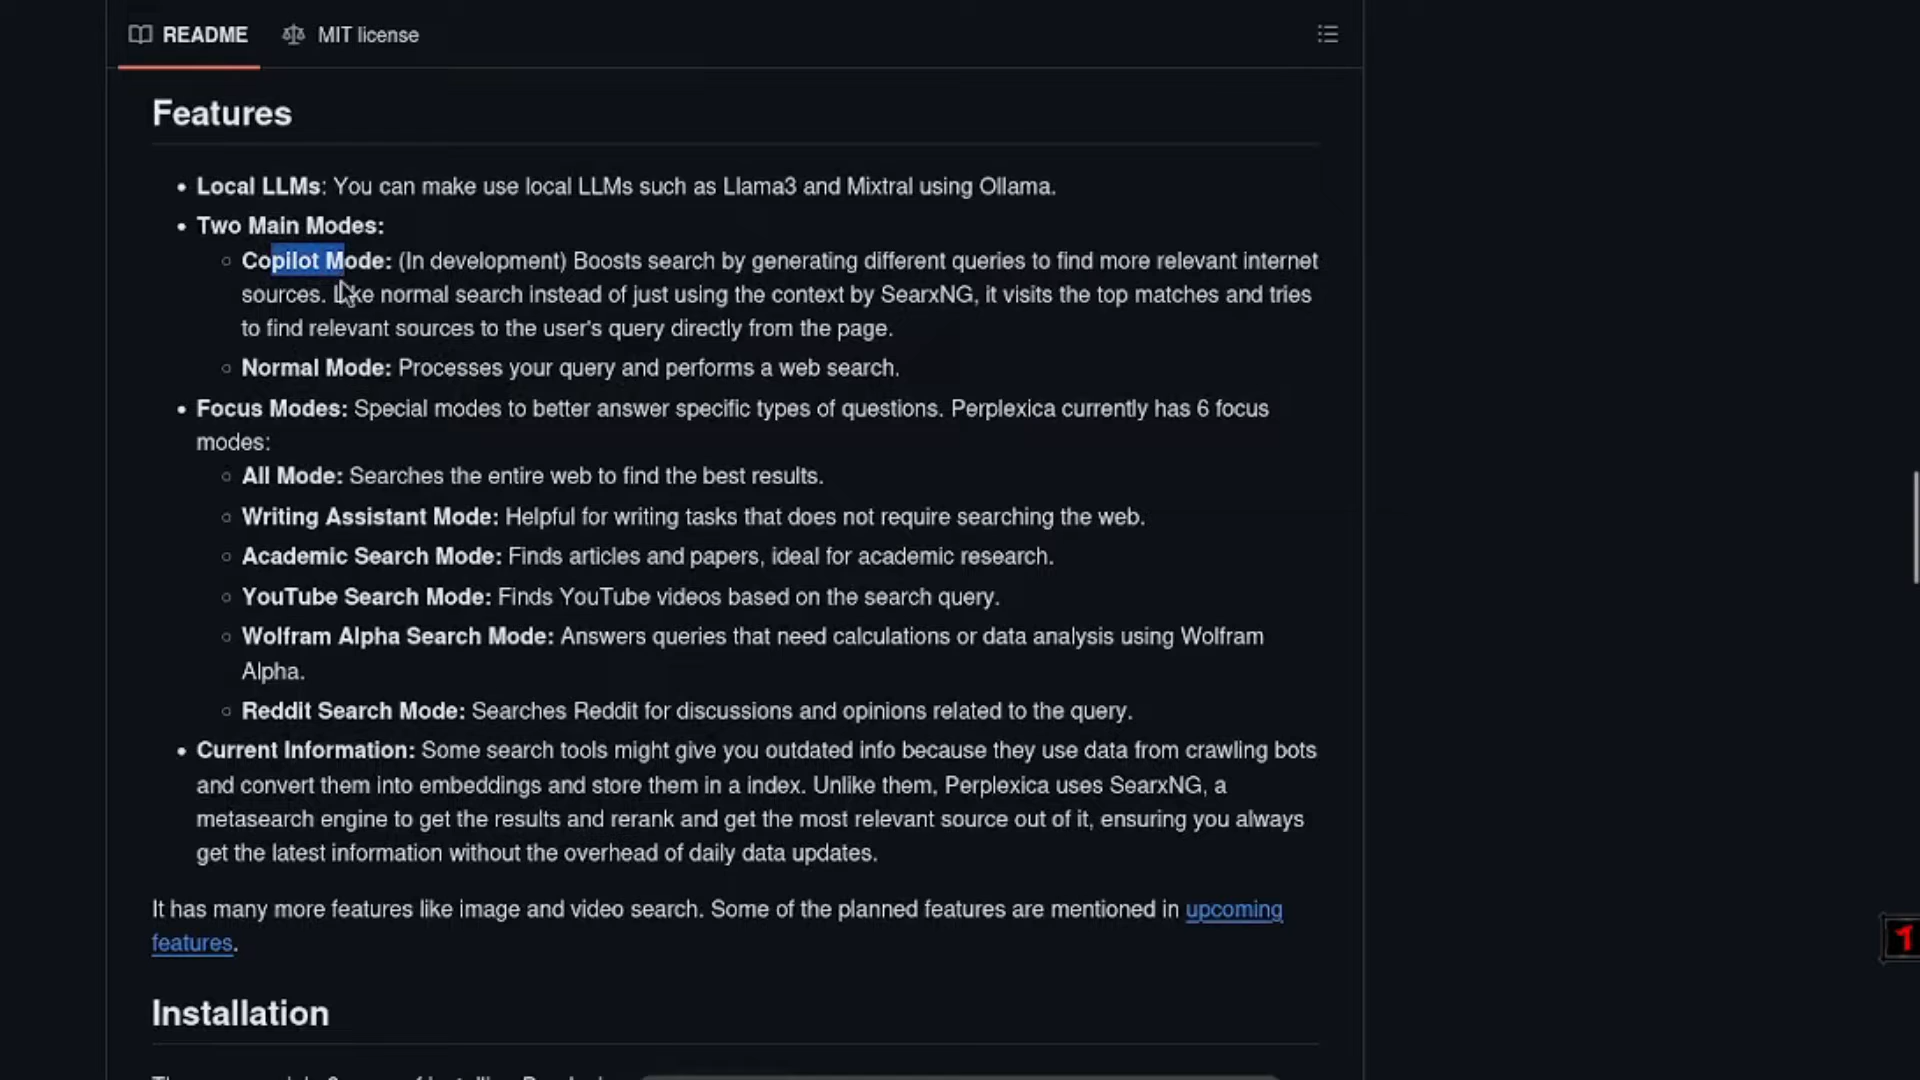 README MIT license
Features
Local LLMs: You can make use local LLMs such as Llama3 and Mixtral using Ollama.
Two Main Modes:
Copilot Mode: (In development) Boosts search by generating different queries to find more relevant internet
sources. Like normal search instead of just using the context by SearxNG, it visits the top matches and tries
to find relevant sources to the user's query directly from the page.
Normal Mode: Processes your query and performs a web search.
Focus Modes: Special modes to better answer specific types of questions. Perplexica currently has 6 focus
modes:
All Mode: Searches the entire web to find the best results.
Writing Assistant Mode: Helpful for writing tasks that does not require searching the web.
Academic Search Mode: Finds articles and papers, ideal for academic research.
YouTube Search Mode: Finds YouTube videos based on the search query.
Wolfram Alpha Search Mode: Answers queries that need calculations or data analysis using Wolfram
Alpha.
Reddit Search Mode: Searches Reddit for discussions and opinions related to the query.
Current Information: Some search tools might give you outdated info because they use data from crawling bots
and convert them into embeddings and store them in a index. Unlike them, Perplexica uses SearxNG, a
metasearch engine to get the results and rerank and get the most relevant source out of it, ensuring you always
get the latest information without the overhead of daily data updates.
It has many more features like image and video search. Some of the planned features are mentioned in upcoming
features.
Installation